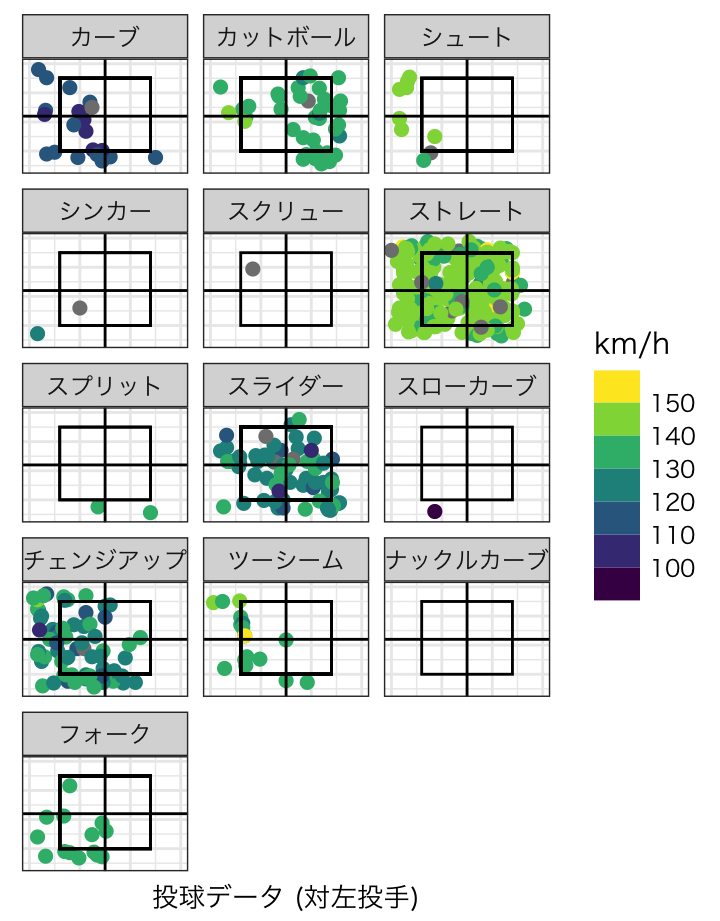 カーブ
カットボール
シュート
シンカー
スクリュー
ストレート
スプリット
スライダー
スローカーブ
チェンジアップ
ツーシーム
ナックルカーブ
フォーク
km/h
150
140
130
120
110
100
投球データ (対左投手)